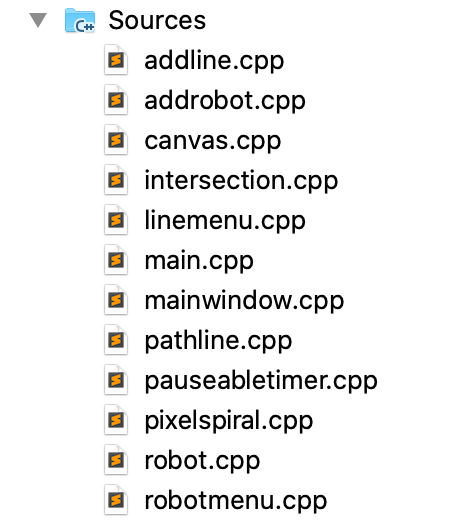 Sources
addline.cpp
addrobot.cpp
canvas.cpp
intersection.cpp
linemenu.cpp
main.cpp
mainwindow.cpp
pathline.cpp
pauseabletimer.cpp
pixelspiral.cpp
robot.cpp
robotmenu.cpp